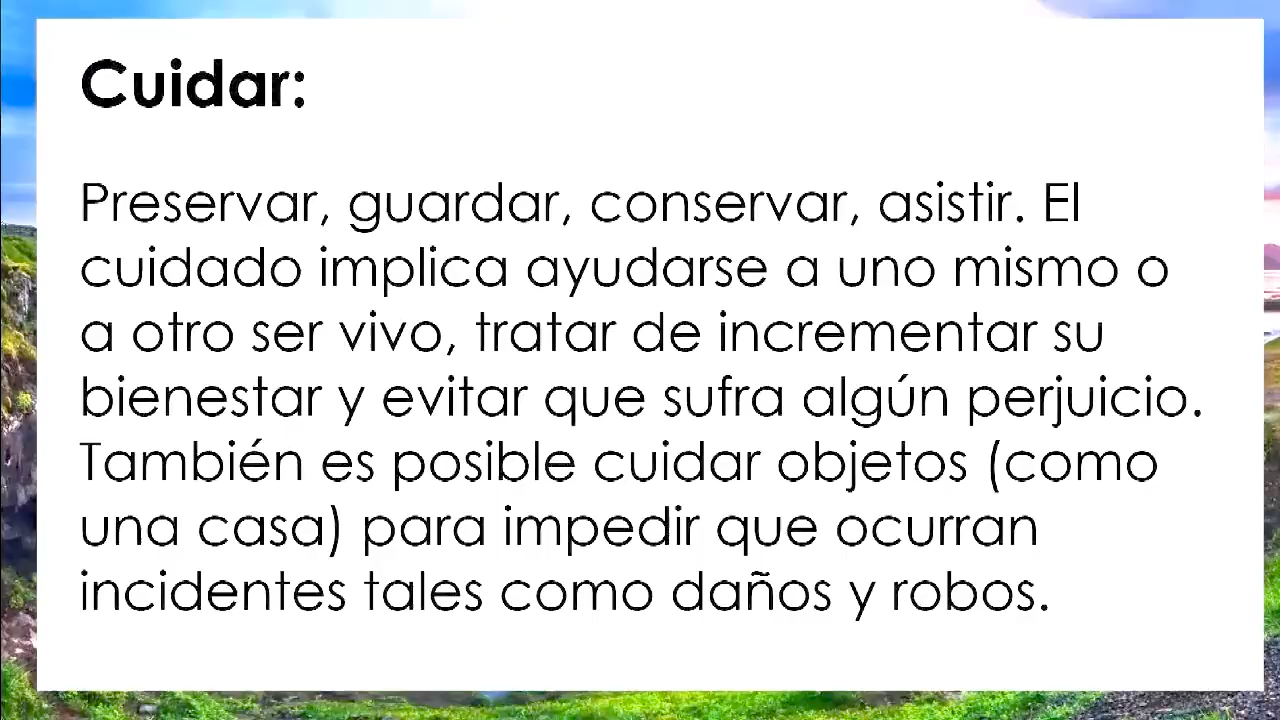 Cuidar:
Preservar, guardar, conservar, asistir. El
cuidado implica ayudarse a uno mismo o
a otro ser vivo, tratar de incrementar su
bienestar y evitar que sufra algún perjuicio.
También es posible cuidar objetos (como
una casa) para impedir que ocurran
incidentes tales como daños y robos.